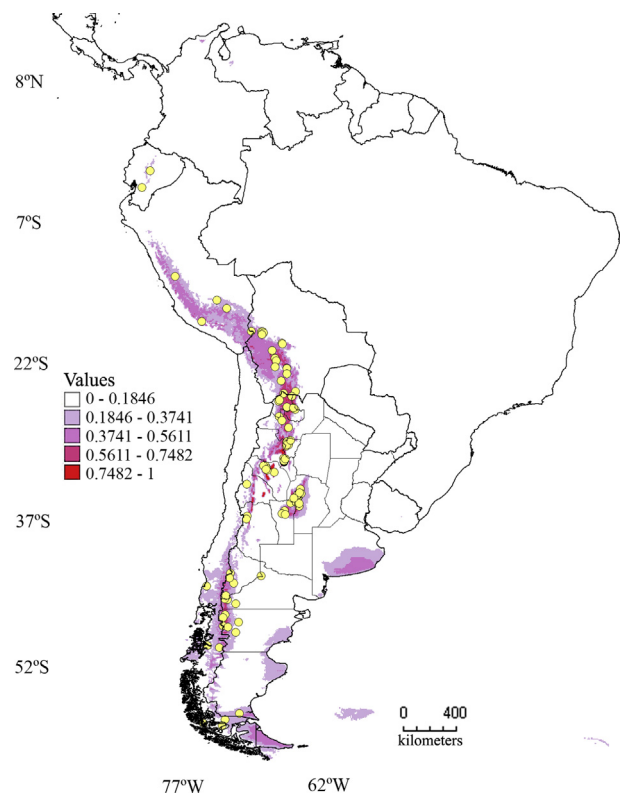 8ºN
7ºS
22ºS
Values
0 - 0.1846
0.1846 - 0.3741
0.3741 - 0.5611
0.5611 - 0.7482
0.7482 - 1
37ºS
52ºS
0 400
kilometers
77ºW 62ºW